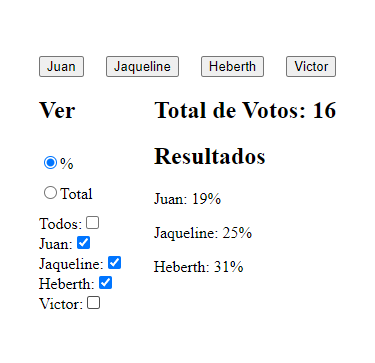 Juan Jaqueline Heberth Victor
Ver
Total de Votos: 16
%
Total
Todos:
Juan:
Jaqueline:
Heberth:
Victor:
Resultados
Juan: 19%
Jaqueline: 25%
Heberth: 31%